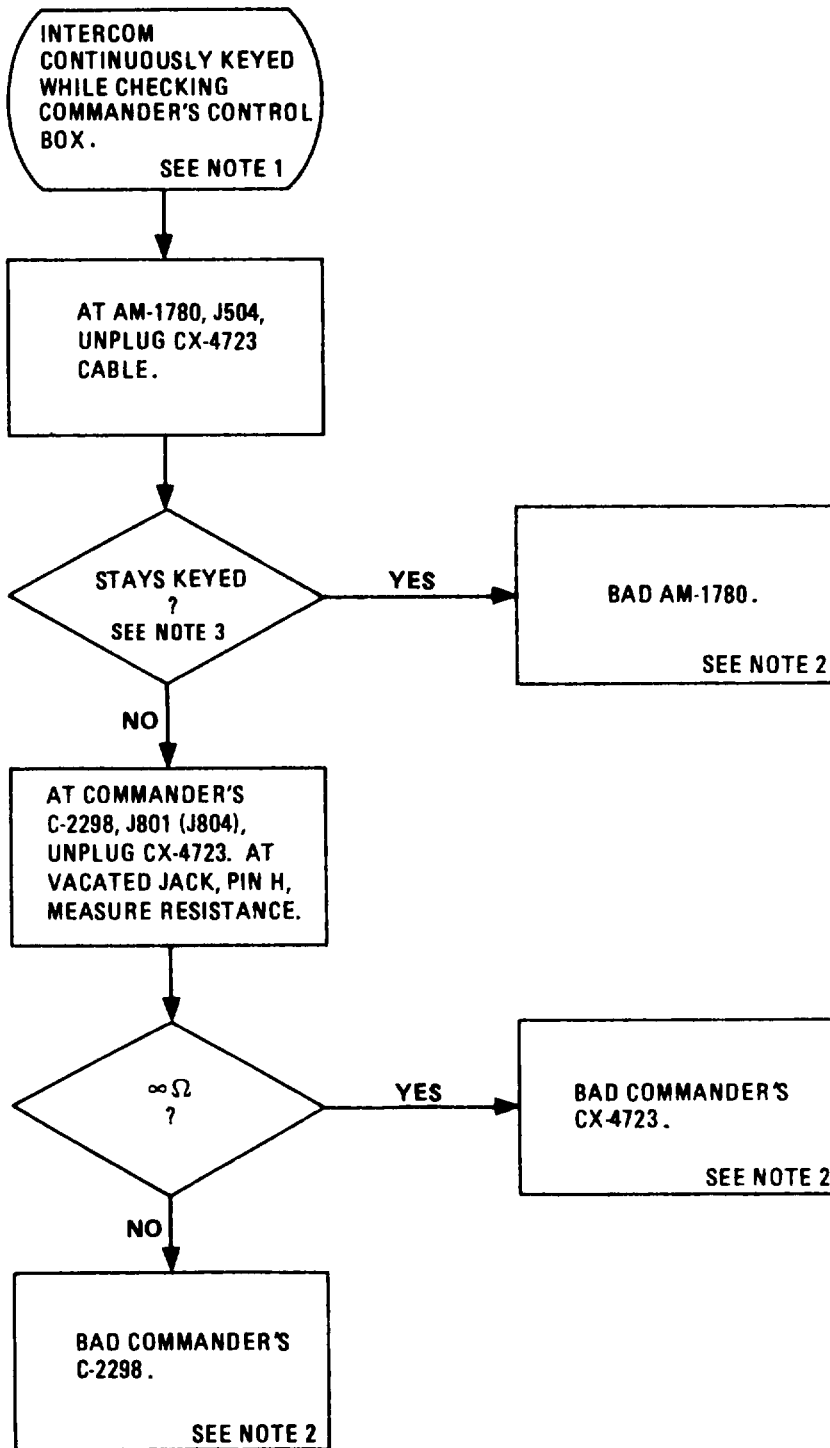 INTERCOM
CONTINUOUSLY KEYED
WHILE CHECKING
COMMANDER'S CONTROL
BOX.
SEE NOTE 1
AT AM-1780, J504,
UNPLUG CX-4723
CABLE.
STAYS KEYED
?
SEE NOTE 3
YES
BAD AM-1780.
SEE NOTE 2
NO
AT COMMANDER'S
C-2298, J801 (J804),
UNPLUG CX-4723. AT
VACATED JACK, PIN H,
MEASURE RESISTANCE.
∞ Ω
?
YES
BAD COMMANDER'S
CX-4723.
SEE NOTE 2
NO
BAD COMMANDER'S
C-2298.
SEE NOTE 2